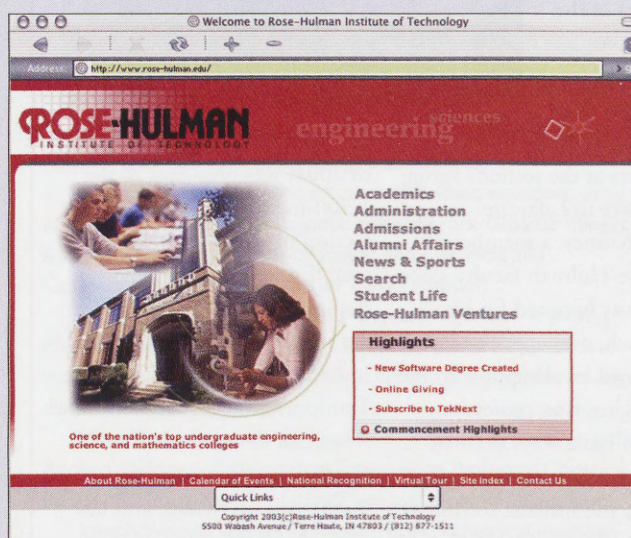 Welcome to Rose-Hulman Institute of Technology
Address: http://www.rose-hulman.edu/
ROSE-HULMAN
INSTITUTE OF TECHNOLOGY
engineering sciences
Academics
Administration
Admissions
Alumni Affairs
News & Sports
Search
Student Life
Rose-Hulman Ventures
Highlights
- New Software Degree Created
- Online Giving
- Subscribe to TekNext
Commencement Highlights
One of the nation's top undergraduate engineering,
science, and mathematics colleges
About Rose-Hulman | Calendar of Events | National Recognition | Virtual Tour | Site Index | Contact Us
Quick Links
Copyright 2003(c)Rose-Hulman Institute of Technology
5500 Wabash Avenue / Terre Haute, IN 47803 / (812) 877-1511